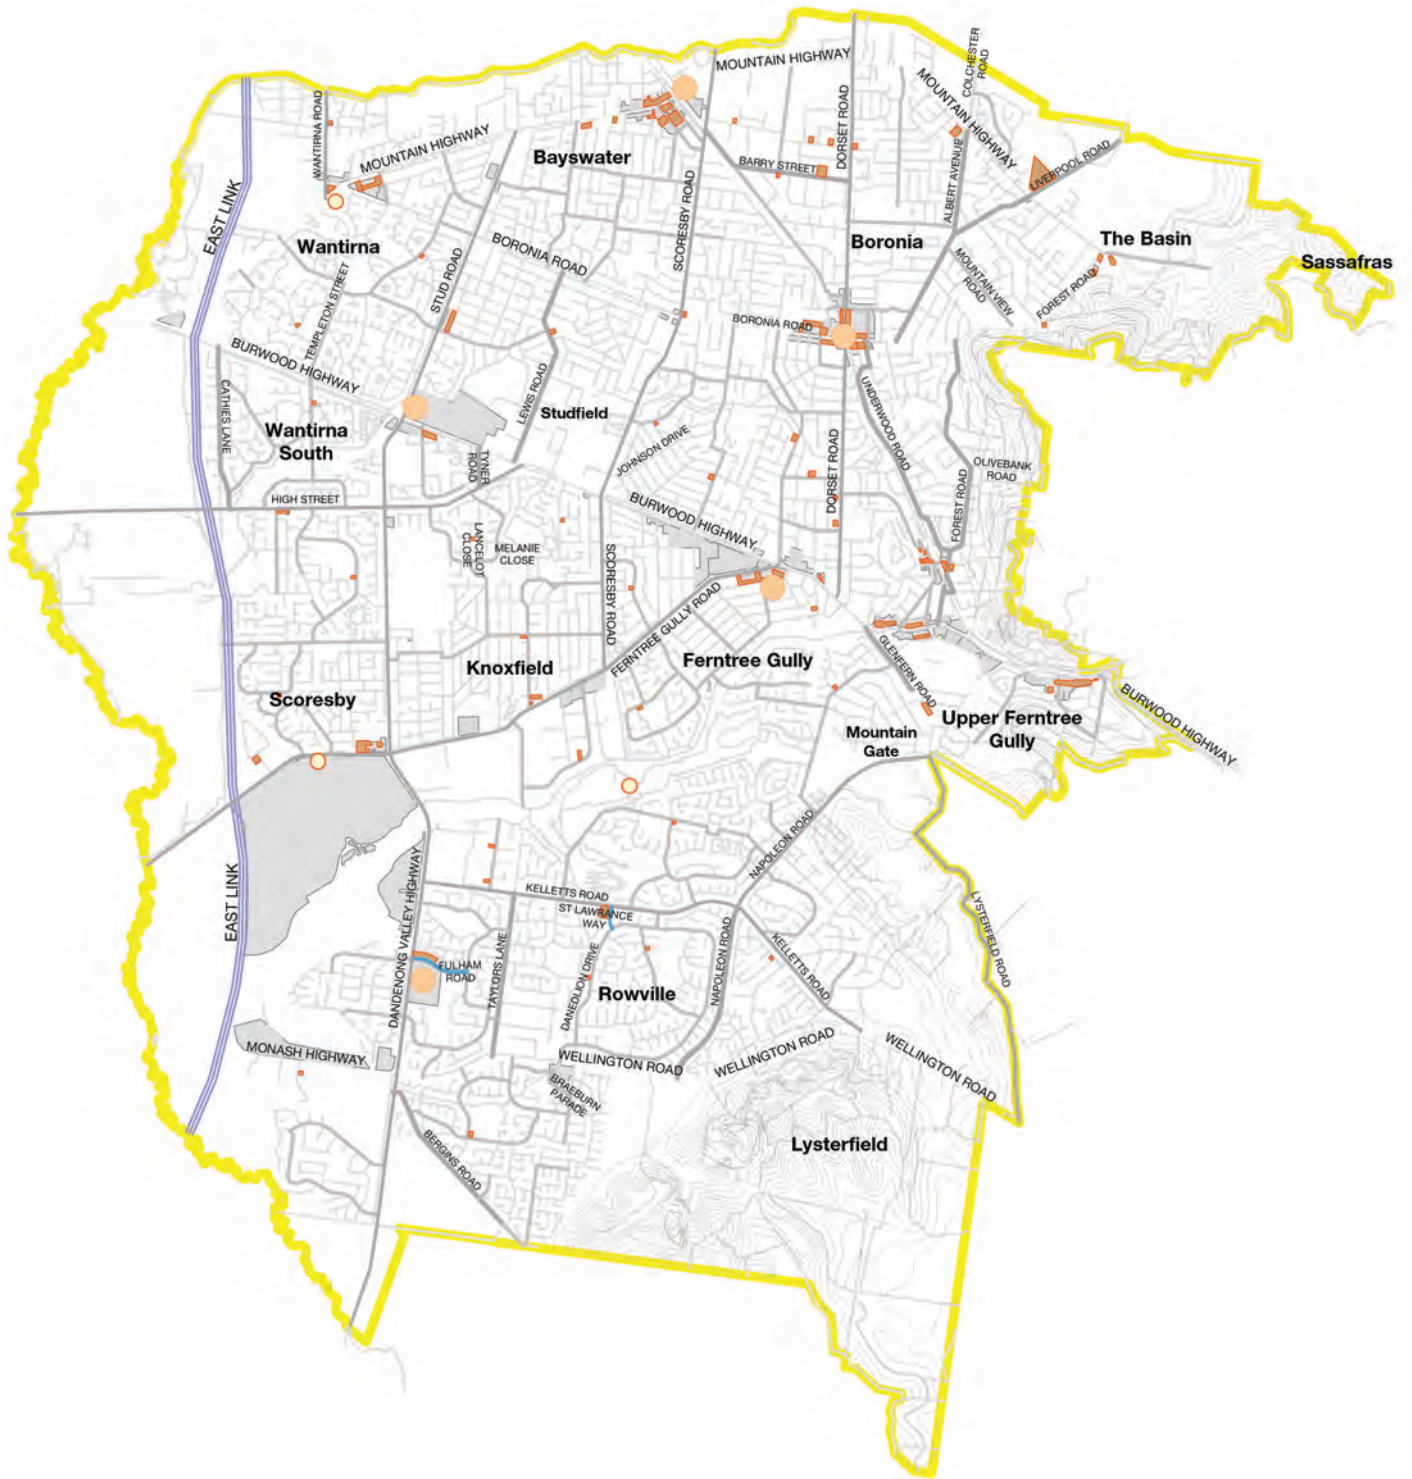 MOUNTAIN HIGHWAY
COLCHESTER
ROAD
WANTIRNA ROAD
MOUNTAIN HIGHWAY
MOUNTAIN HIGHWAY
DORSET ROAD
Bayswater
BARRY STREET
ALBERT AVENUE
LIVERPOOL ROAD
EAST LINK
SCORESBY ROAD
Wantirna
BORONIA ROAD
STUD ROAD
Boronia
The Basin
Sassafras
MOUNTAIN VIEW
ROAD
FOREST ROAD
TEMPLETON STREET
BORONIA ROAD
BURWOOD HIGHWAY
CATHIES LANE
LEWIS ROAD
Studfield
UNDERWOOD ROAD
Wantirna
South
TYNER
ROAD
JOHNSON DRIVE
DORSET ROAD
OLIVEBANK
ROAD
FOREST ROAD
HIGH STREET
BURWOOD HIGHWAY
LANCELOT
CLOSE
MELANIE
CLOSE
SCORESBY ROAD
FERNTREE GULLY ROAD
Knoxfield
Ferntree Gully
GLENFERN ROAD
Scoresby
Upper Ferntree
Gully
BURWOOD HIGHWAY
Mountain
Gate
NAPOLEON ROAD
EAST LINK
DANDENONG VALLEY HIGHWAY
KELLETTS ROAD
ST LAWRANCE
WAY
LYSTERFIELD ROAD
FULHAM
ROAD
TAYLORS LANE
DANEDLION DRIVE
Rowville
NAPOLEON ROAD
KELLETTS ROAD
MONASH HIGHWAY
WELLINGTON ROAD
WELLINGTON ROAD
WELLINGTON ROAD
BRAEBURN
PARADE
BERGINS ROAD
Lysterfield